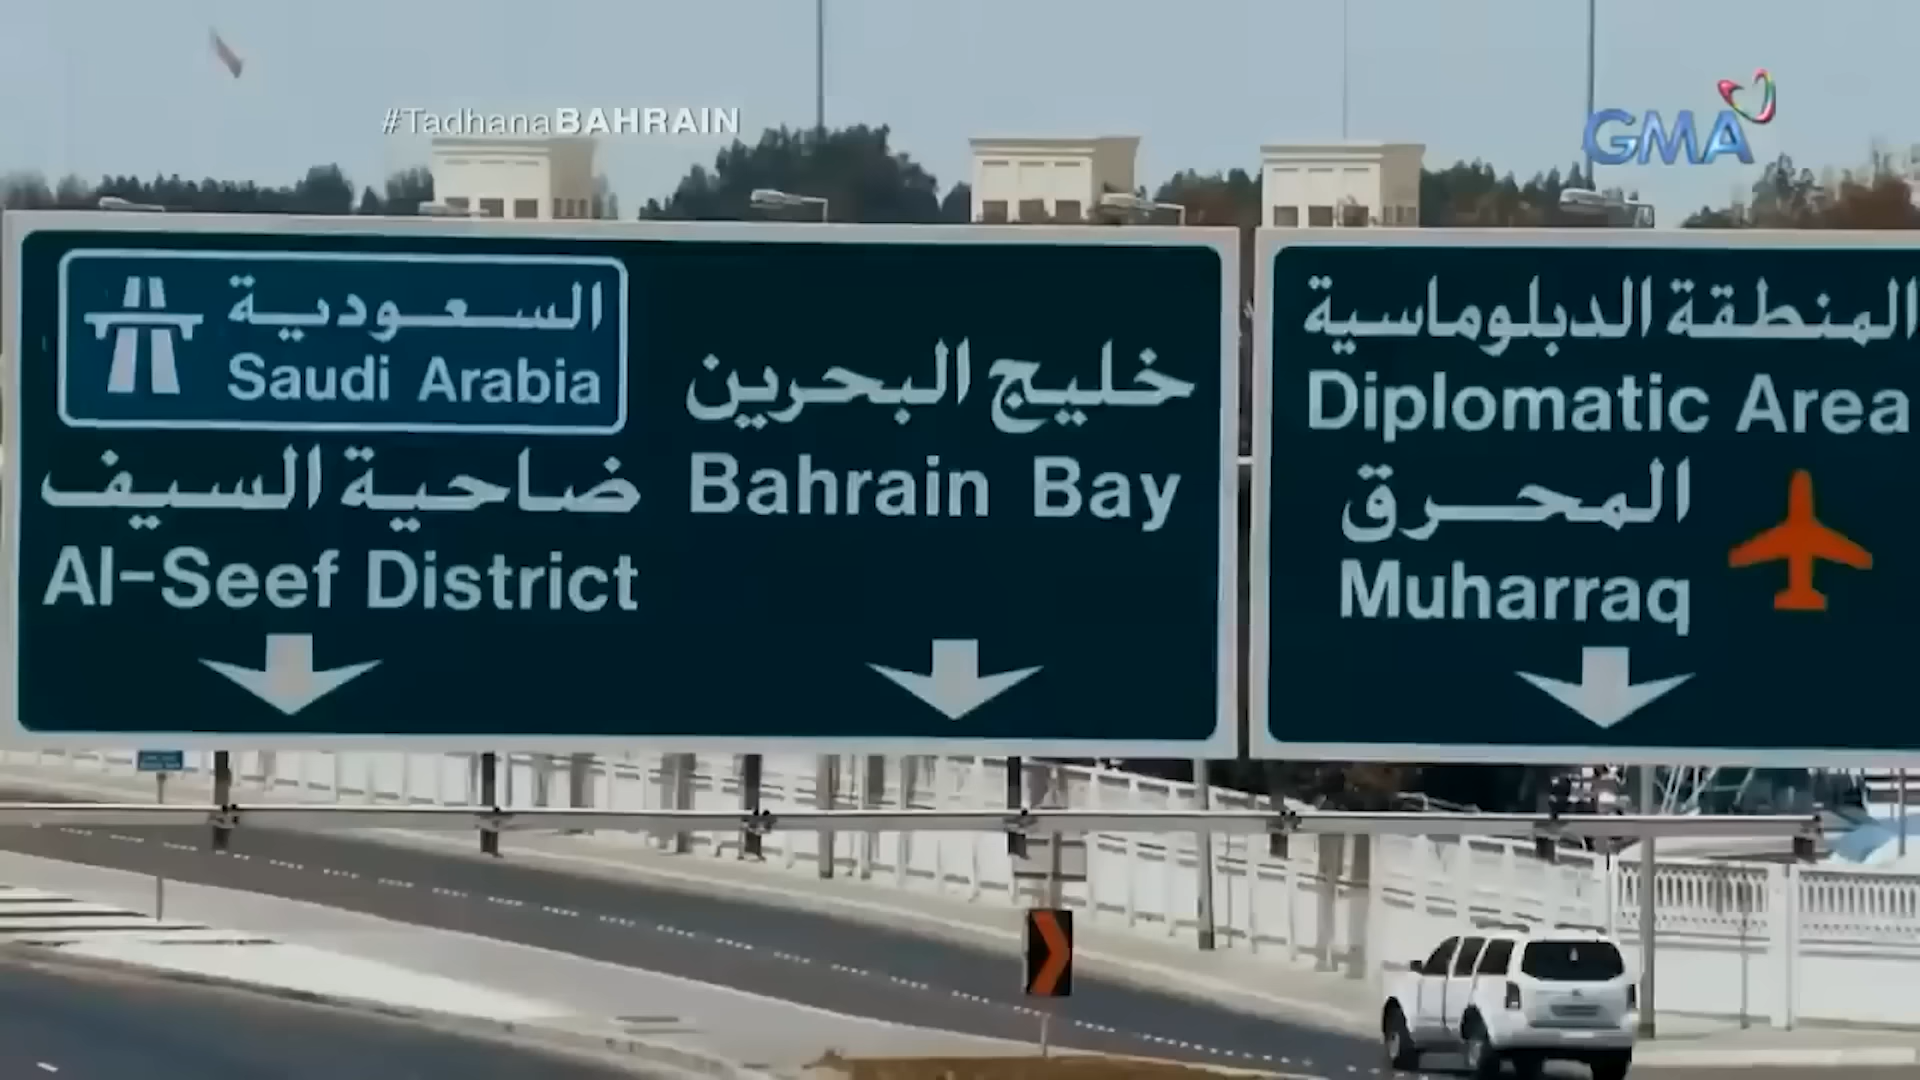 #TadhanaBAHRAIN
GMA
السعودية
Saudi Arabia
ضاحية السيف
Al-Seef District
خليج البحرين
Bahrain Bay
المنطقة الدبلوماسية
Diplomatic Area
المحرق
Muharraq